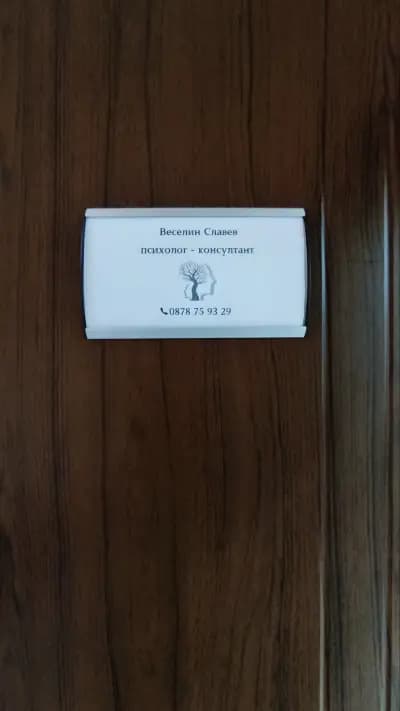 Веселин Славев
психолог - консултант
0878 75 93 29